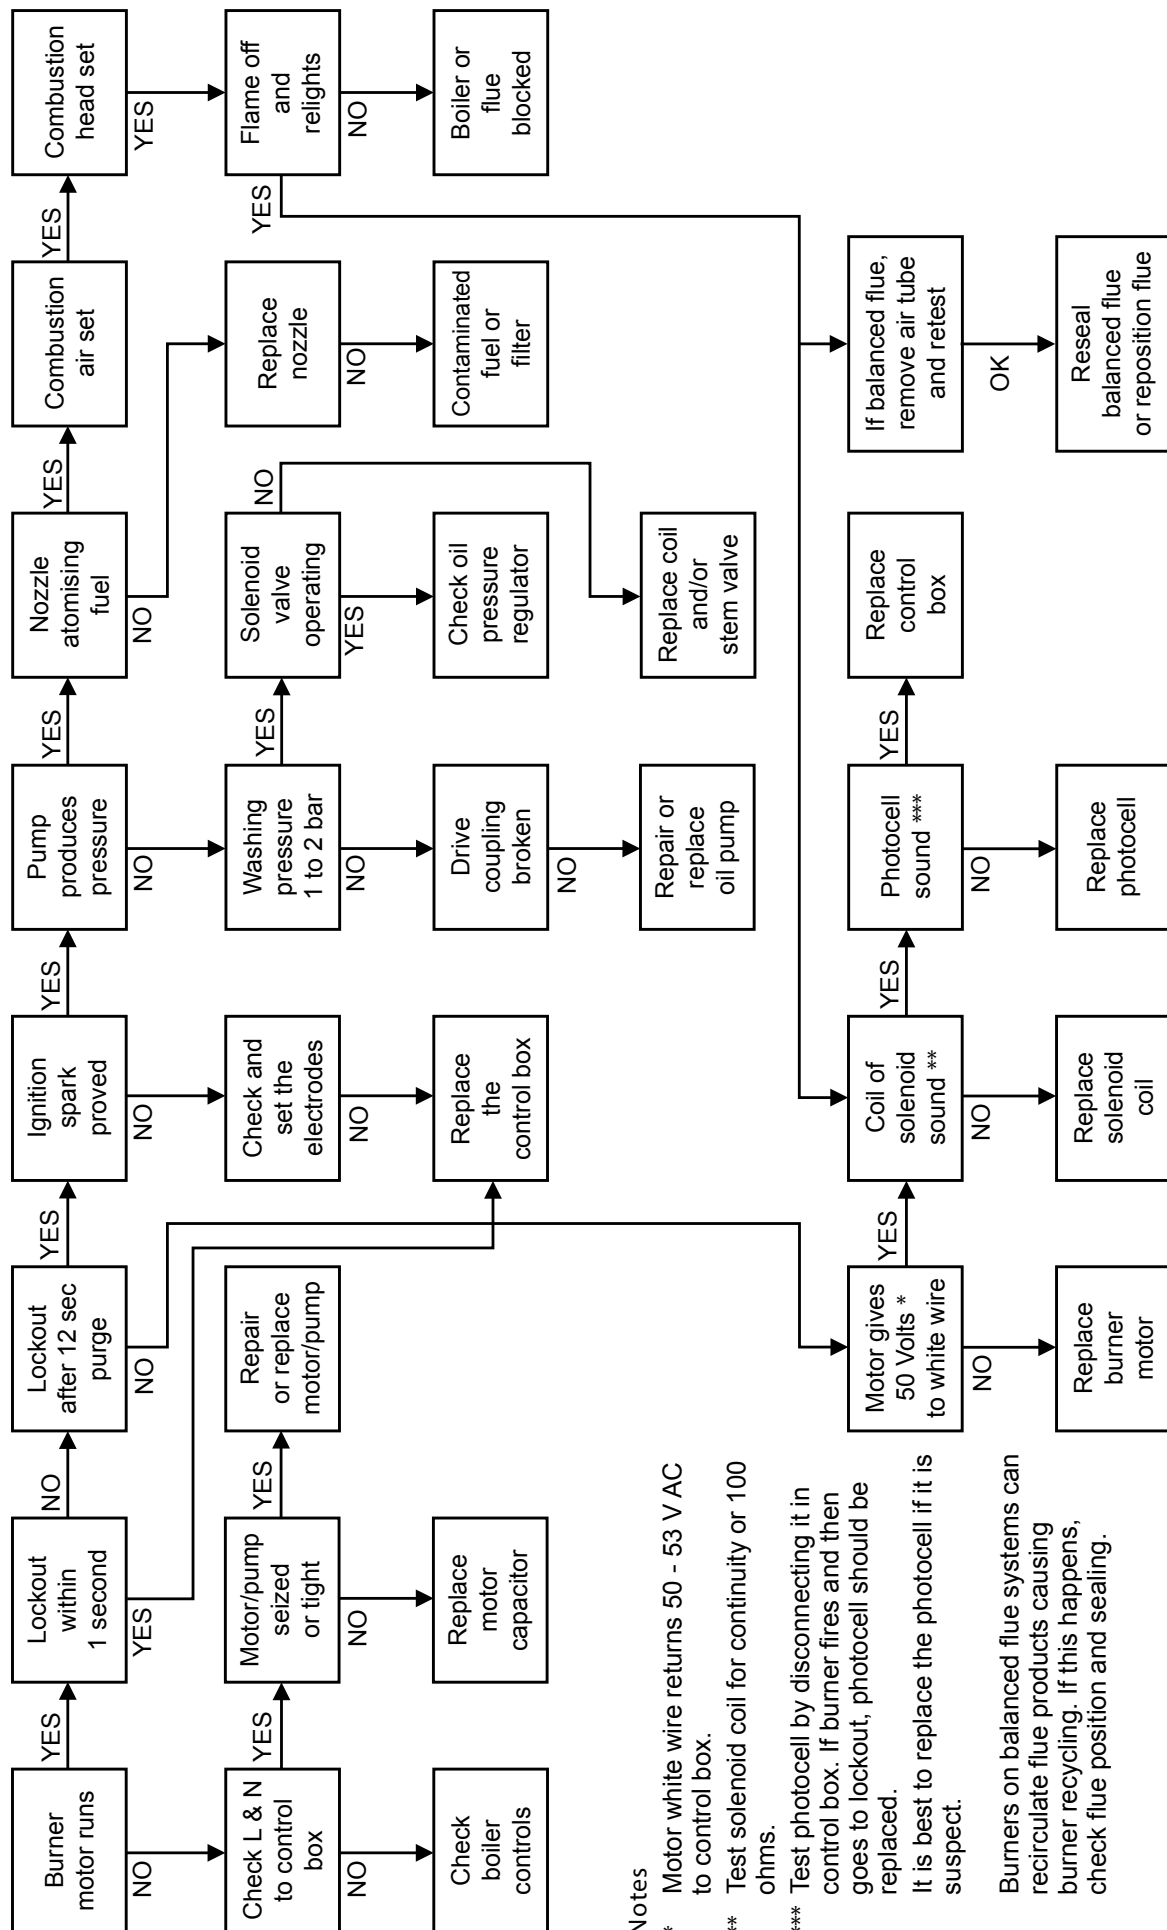 Burner
motor runs
YES
Lockout
within
1 second
NO
Lockout
after 12 sec
purge
YES
Ignition
spark
proved
YES
Pump
produces
pressure
YES
Nozzle
atomising
fuel
YES
Combustion
air set
YES
Combustion
head set
NO
YES
NO
NO
NO
NO
YES
Check L & N
to control
box
YES
Motor/pump
seized
or tight
YES
Repair
or replace
motor/pump
Check and
set the
electrodes
Washing
pressure
1 to 2 bar
YES
Solenoid
valve
operating
NO
Replace
nozzle
YES
Flame off
and
relights
NO
NO
NO
NO
YES
NO
NO
Check
boiler
controls
Replace
motor
capacitor
Replace
the
control box
Drive
coupling
broken
Check oil
pressure
regulator
Contaminated
fuel or
filter
Boiler or
flue
blocked
NO
Repair or
replace
oil pump
Replace coil
and/or
stem valve
Motor gives
50 Volts *
to white wire
YES
Coil of
solenoid
sound **
YES
Photocell
sound ***
YES
Replace
control
box
If balanced flue,
remove air tube
and retest
NO
NO
NO
OK
Replace
burner
motor
Replace
solenoid
coil
Replace
photocell
Reseal
balanced flue
or reposition flue
Notes
* Motor white wire returns 50 - 53 V AC
to control box.
** Test solenoid coil for continuity or 100
ohms.
*** Test photocell by disconnecting it in
control box. If burner fires and then
goes to lockout, photocell should be
replaced.
It is best to replace the photocell if it is
suspect.
Burners on balanced flue systems can
recirculate flue products causing
burner recycling. If this happens,
check flue position and sealing.